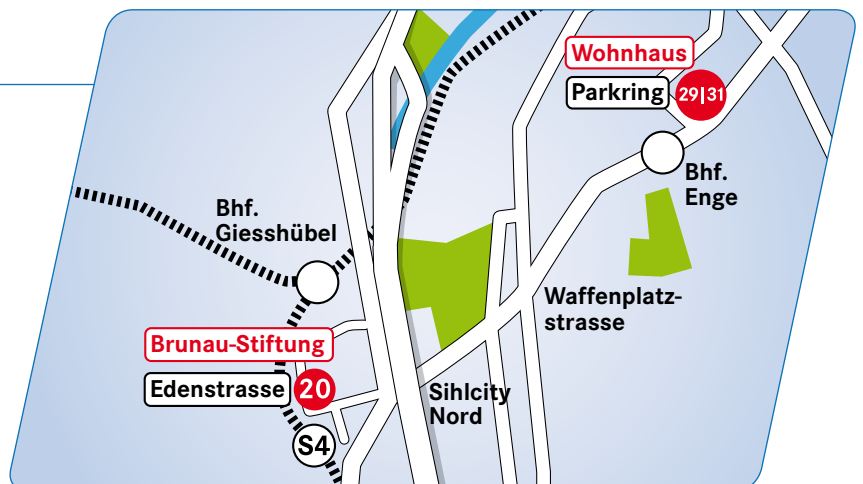 Wohnhaus
Parkring 29|31
Bhf.
Enge
Bhf.
Giesshübel
Waffenplatz-
strasse
Brunau-Stiftung
Edenstrasse 20
Sihlcity
Nord
S4